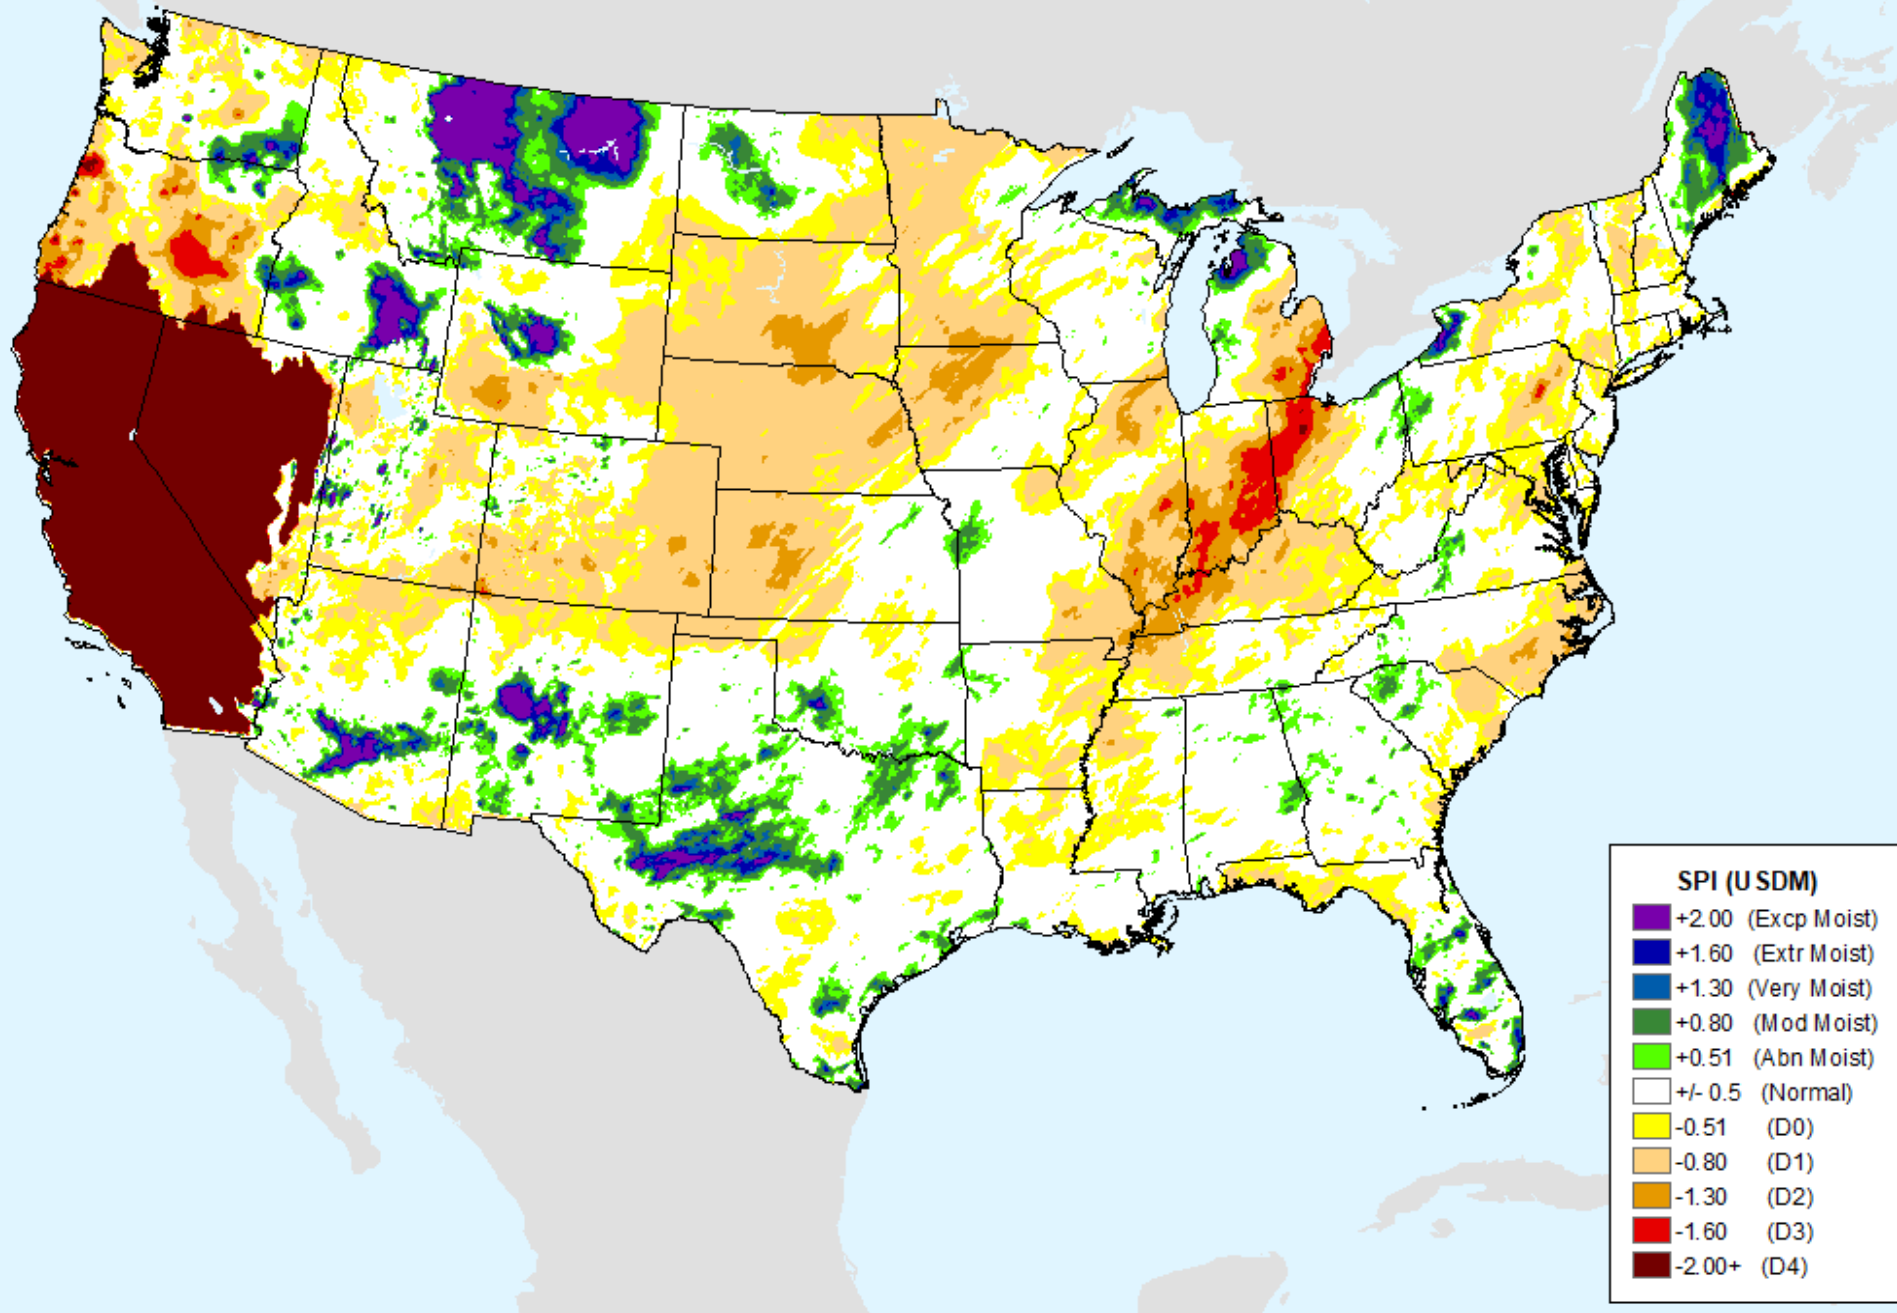 SPI (USDM)
+2.00 (Excp Moist)
+1.60 (Extr Moist)
+1.30 (Very Moist)
+0.80 (Mod Moist)
+0.51 (Abn Moist)
+/- 0.5 (Normal)
-0.51 (D0)
-0.80 (D1)
-1.30 (D2)
-1.60 (D3)
-2.00+ (D4)